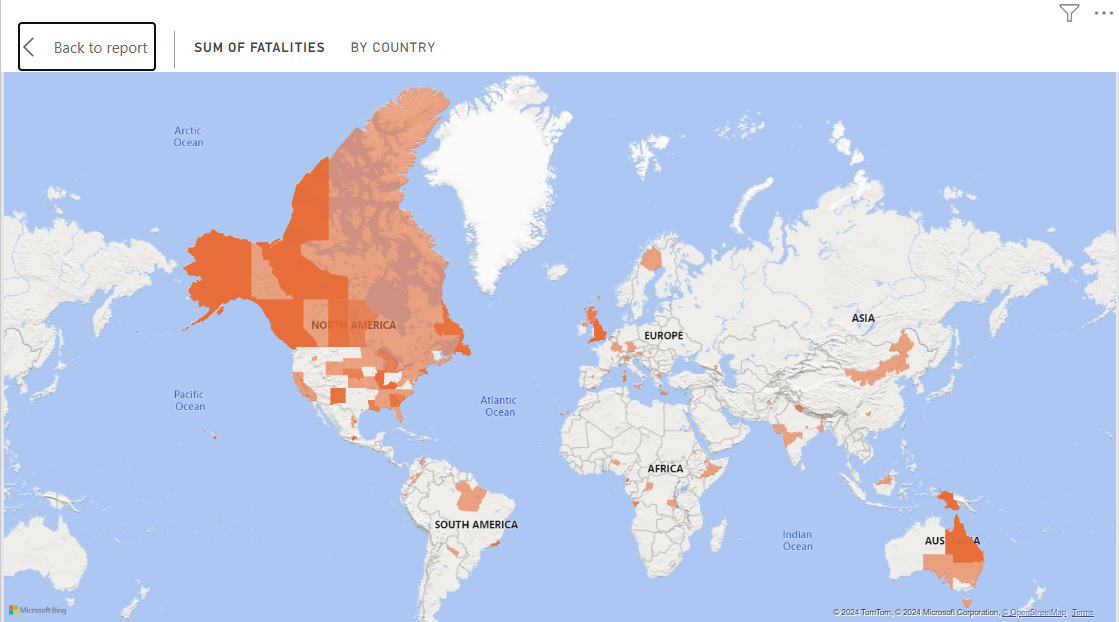 Back to report
SUM OF FATALITIES
BY COUNTRY
Arctic
Ocean
NORTH AMERICA
EUROPE
ASIA
Pacific
Ocean
Atlantic
Ocean
AFRICA
SOUTH AMERICA
Indian
Ocean
Microsoft Bing
© 2024 TomTom, © 2024 Microsoft Corporation, © OpenStreetMap Terms